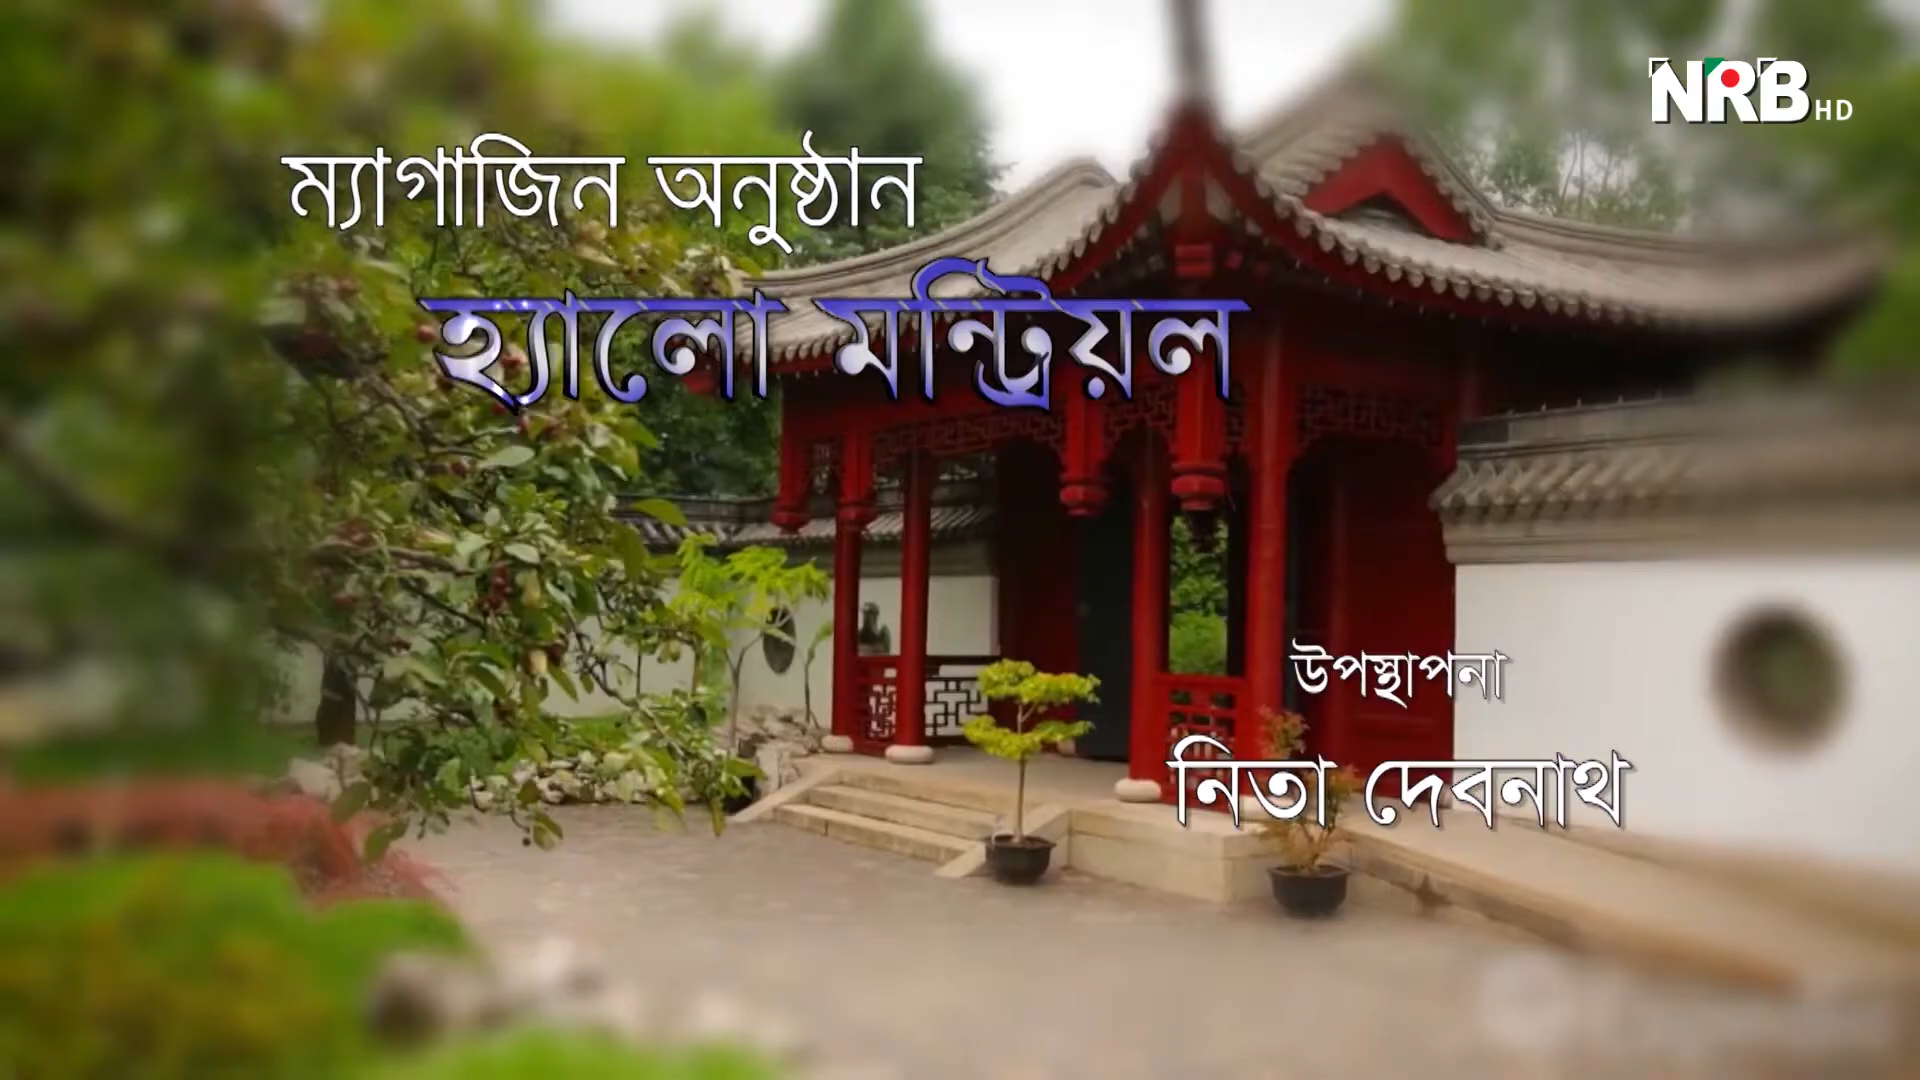 NRB HD
ম্যাগাজিন অনুষ্ঠান
হ্যালো মন্ট্রিয়ল
উপস্থাপনা
নিতা দেবনাথ